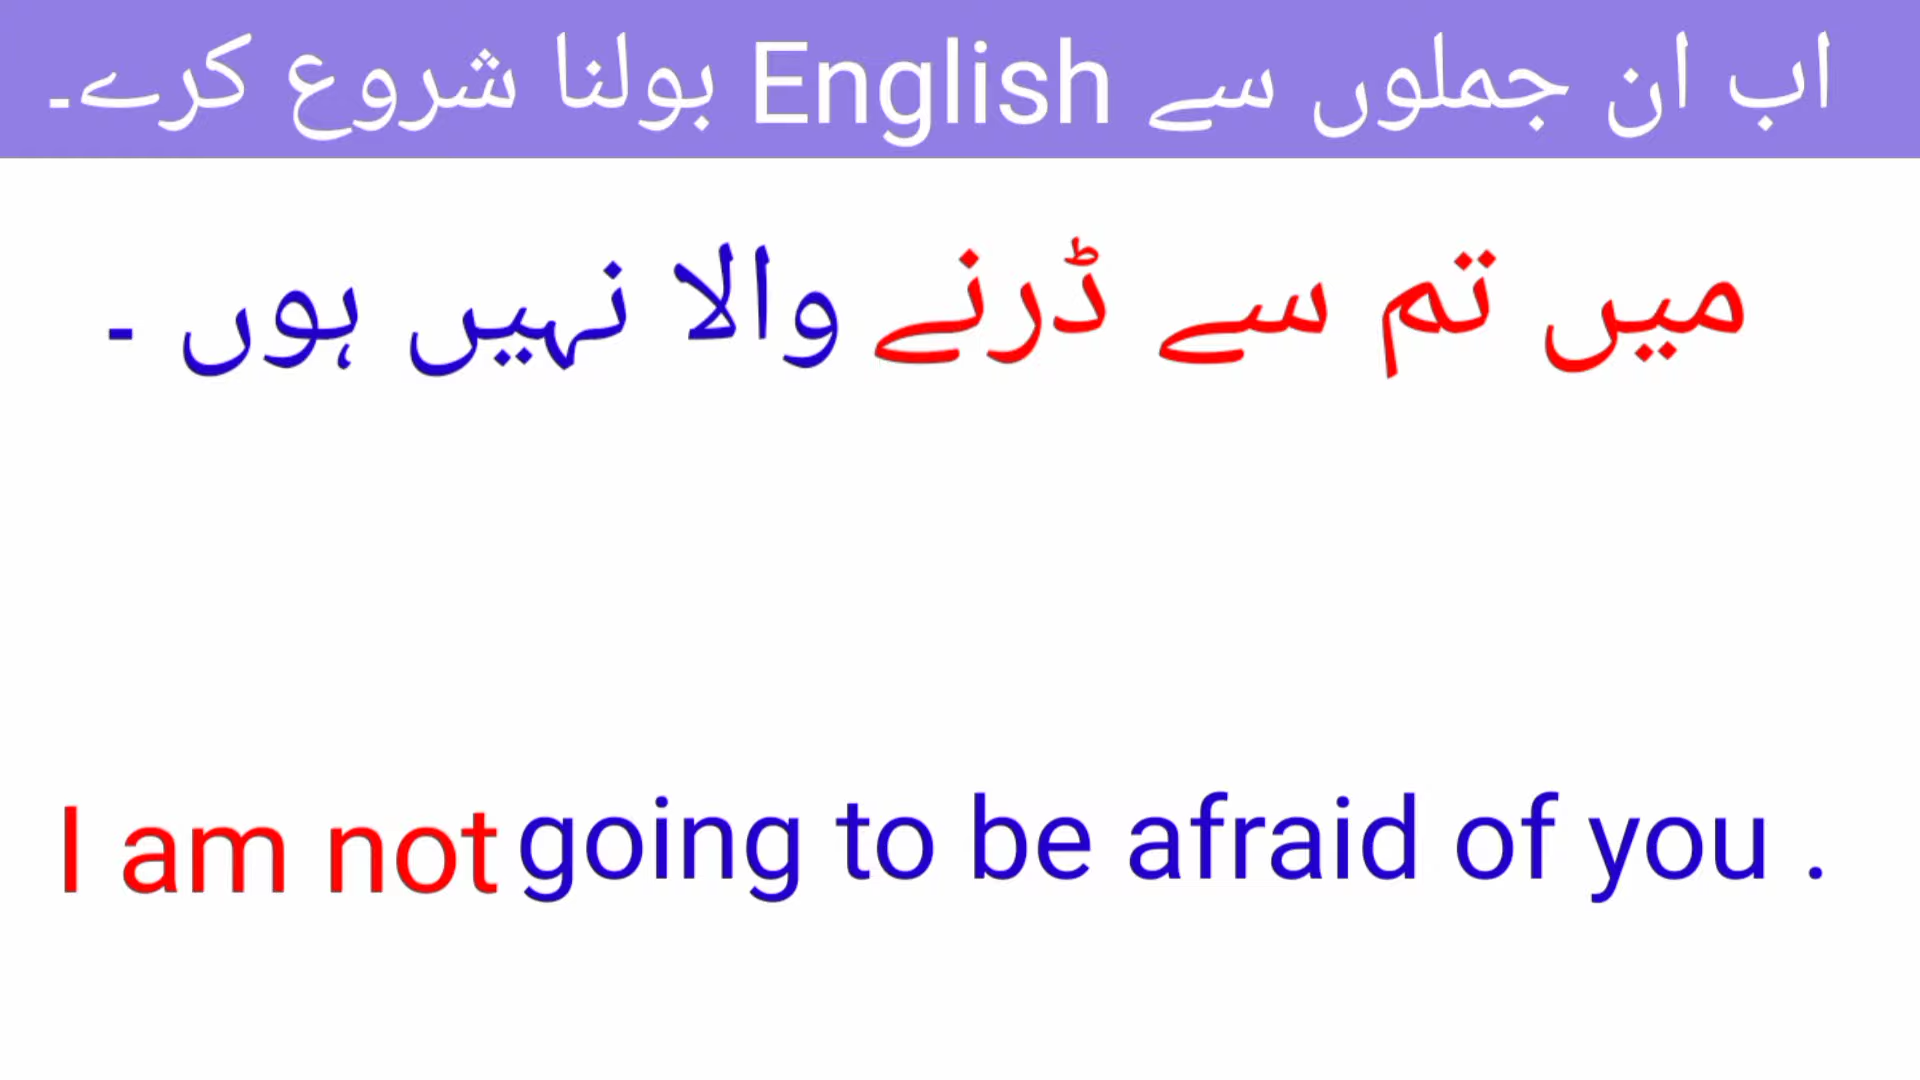 اب ان جملوں سے English بولنا شروع کرے۔
میں تم سے ڈرنے والا نہیں ہوں ۔
I am not going to be afraid of you .